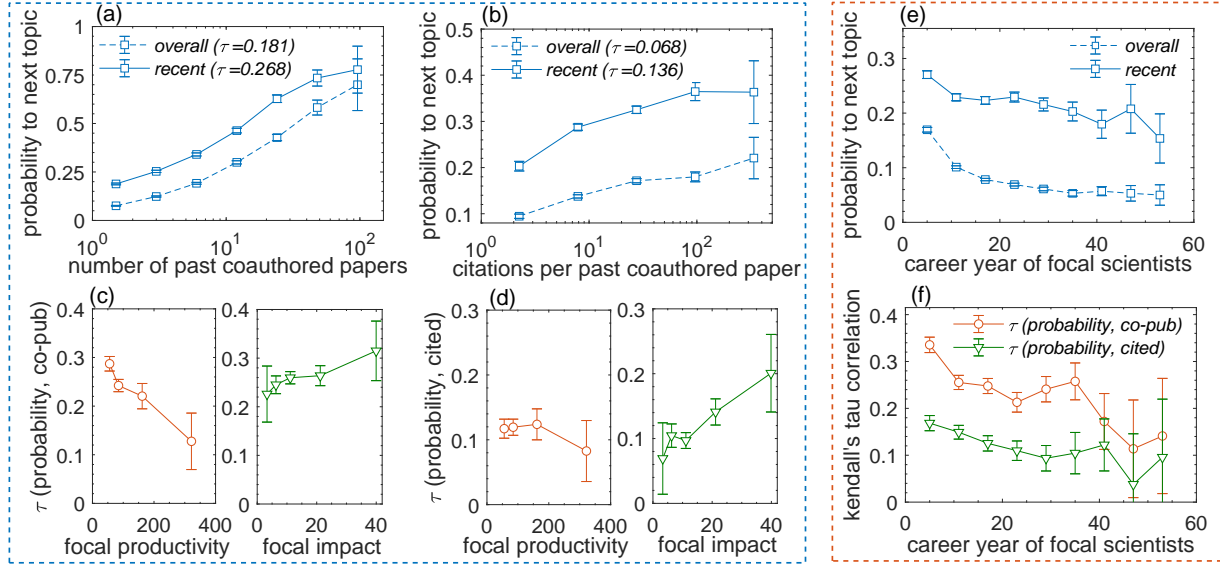 (a)
probability to next topic
1
0.75
0.5
0.25
0
overall (τ=0.181)
recent (τ=0.268)
10^0
10^1
10^2
number of past coauthored papers
(b)
probability to next topic
0.5
0.4
0.3
0.2
0.1
overall (τ=0.068)
recent (τ=0.136)
10^0
10^2
citations per past coauthored paper
(c)
τ (probability, co-pub)
0.4
0.3
0.2
0.1
0
0
200
400
focal productivity
0.4
0.3
0.2
0.1
0
0
20
40
focal impact
(d)
τ (probability, cited)
0.3
0.2
0.1
0
0
200
400
focal productivity
0.3
0.2
0.1
0
0
20
40
focal impact
(e)
probability to next topic
0.3
0.2
0.1
0
overall
recent
0
20
40
60
career year of focal scientists
(f)
kendall's tau correlation
0.4
0.3
0.2
0.1
0
τ (probability, co-pub)
τ (probability, cited)
0
20
40
60
career year of focal scientists